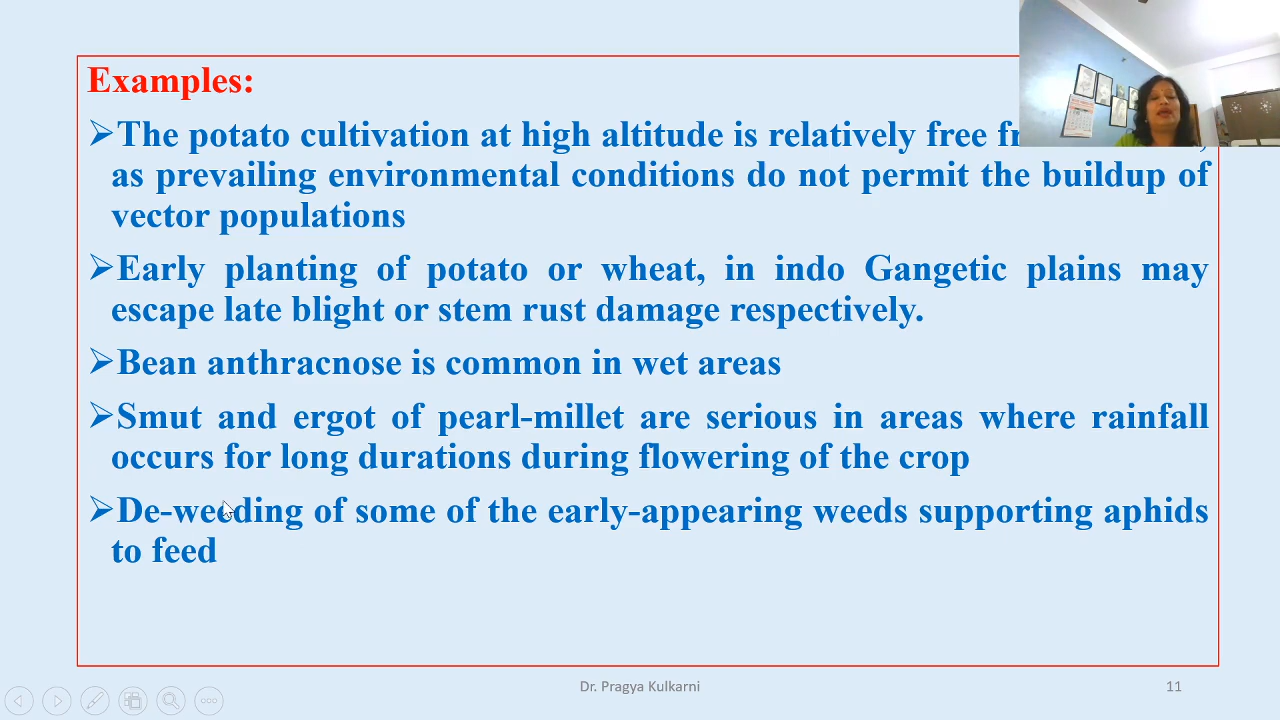 Examples:
➢The potato cultivation at high altitude is relatively free
as prevailing environmental conditions do not permit the buildup of
vector populations
➢Early planting of potato or wheat, in indo Gangetic plains may
escape late blight or stem rust damage respectively.
➢Bean anthracnose is common in wet areas
➢Smut and ergot of pearl-millet are serious in areas where rainfall
occurs for long durations during flowering of the crop
➢De-weeding of some of the early-appearing weeds supporting aphids
to feed
Dr. Pragya Kulkarni
11